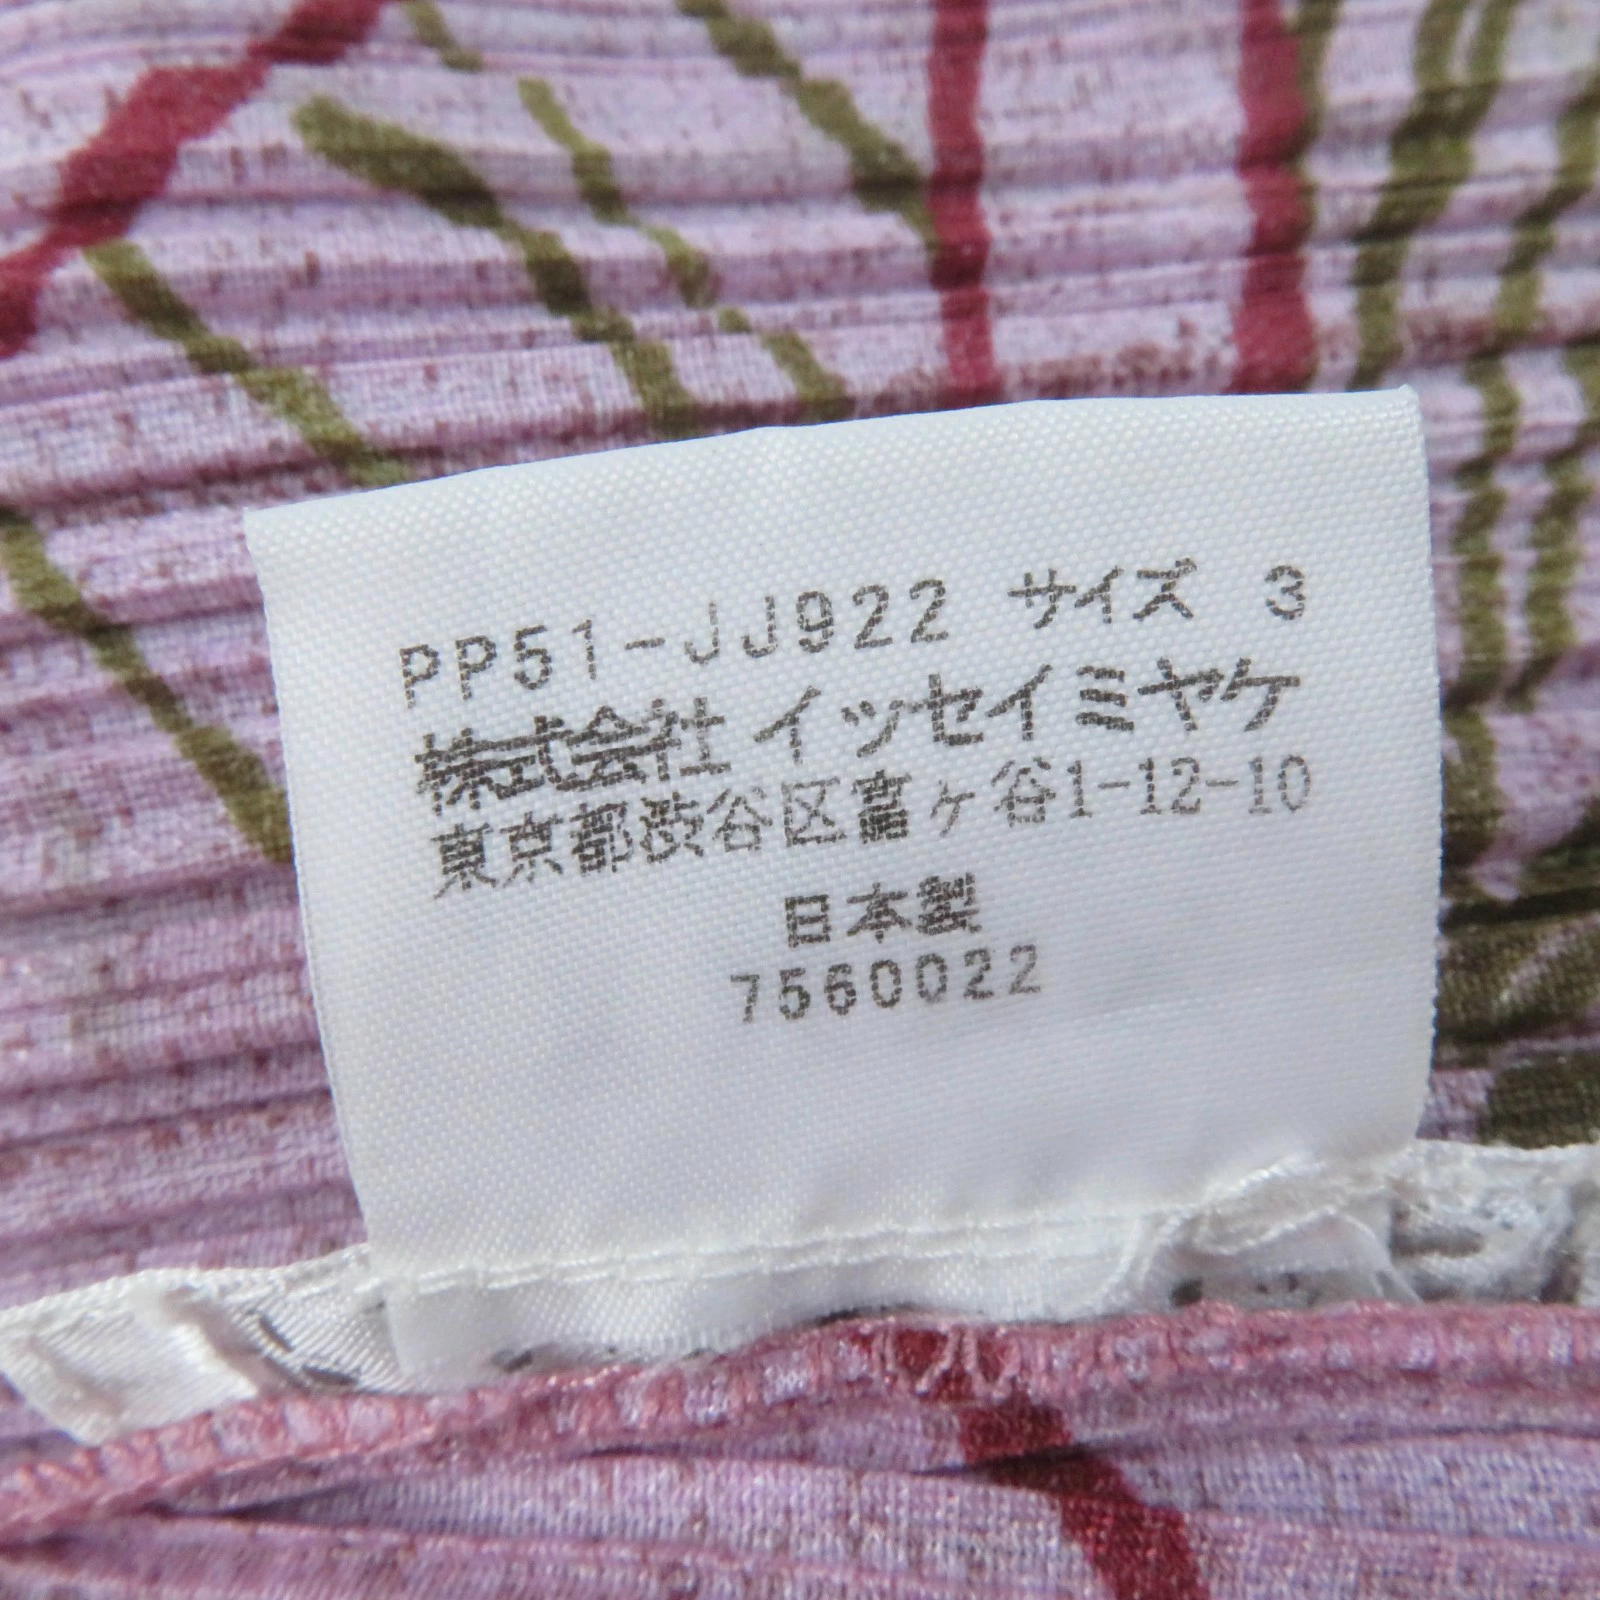 PP51-JJ922 サイズ 3
株式会社 イッセイミヤケ
東京都渋谷区富ヶ谷1-12-10
日本製
7560022